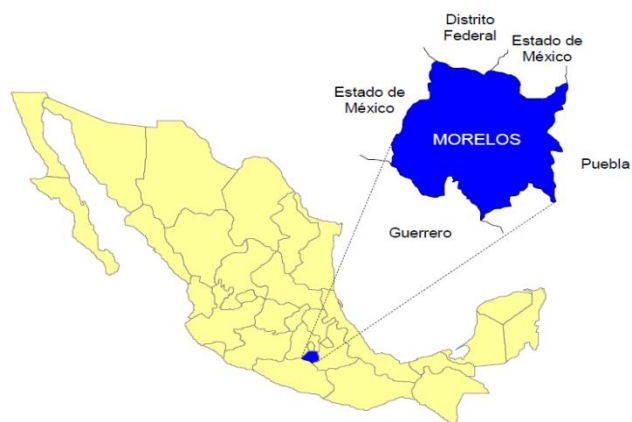 Distrito
Federal
Estado de
México
Estado de
México
MORELOS
Puebla
Guerrero